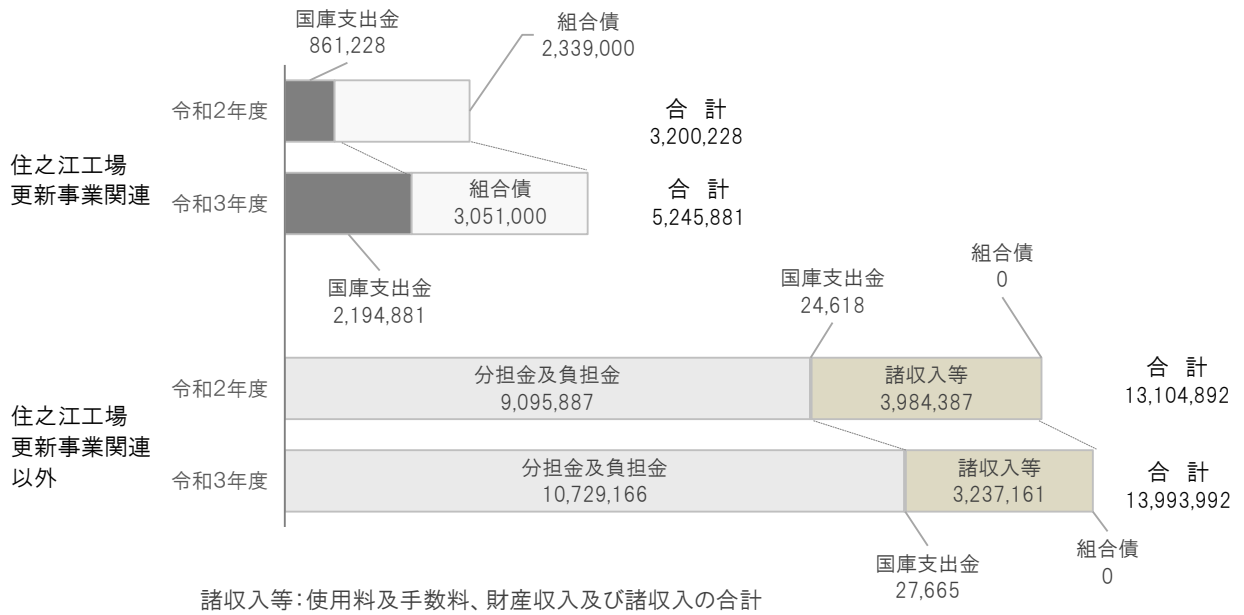 国庫支出金
861,228
組合債
2,339,000
令和2年度
合 計
3,200,228
住之江工場
更新事業関連
令和3年度
組合債
3,051,000
合 計
5,245,881
国庫支出金
2,194,881
国庫支出金
24,618
組合債
0
令和2年度
分担金及負担金
9,095,887
諸収入等
3,984,387
合 計
13,104,892
住之江工場
更新事業関連
以外
令和3年度
分担金及負担金
10,729,166
諸収入等
3,237,161
合 計
13,993,992
国庫支出金
27,665
組合債
0
諸収入等:使用料及手数料、財産収入及び諸収入の合計